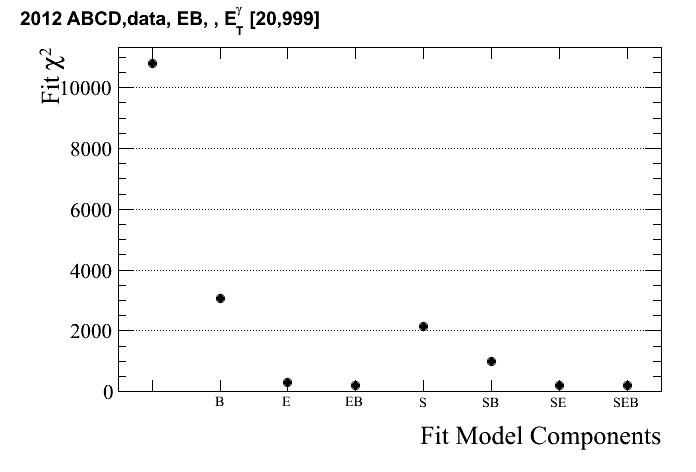 2012 ABCD,data, EB, , E_T^γ [20,999]
Fit χ²
10000
8000
6000
4000
2000
0
B E EB S SB SE SEB
Fit Model Components